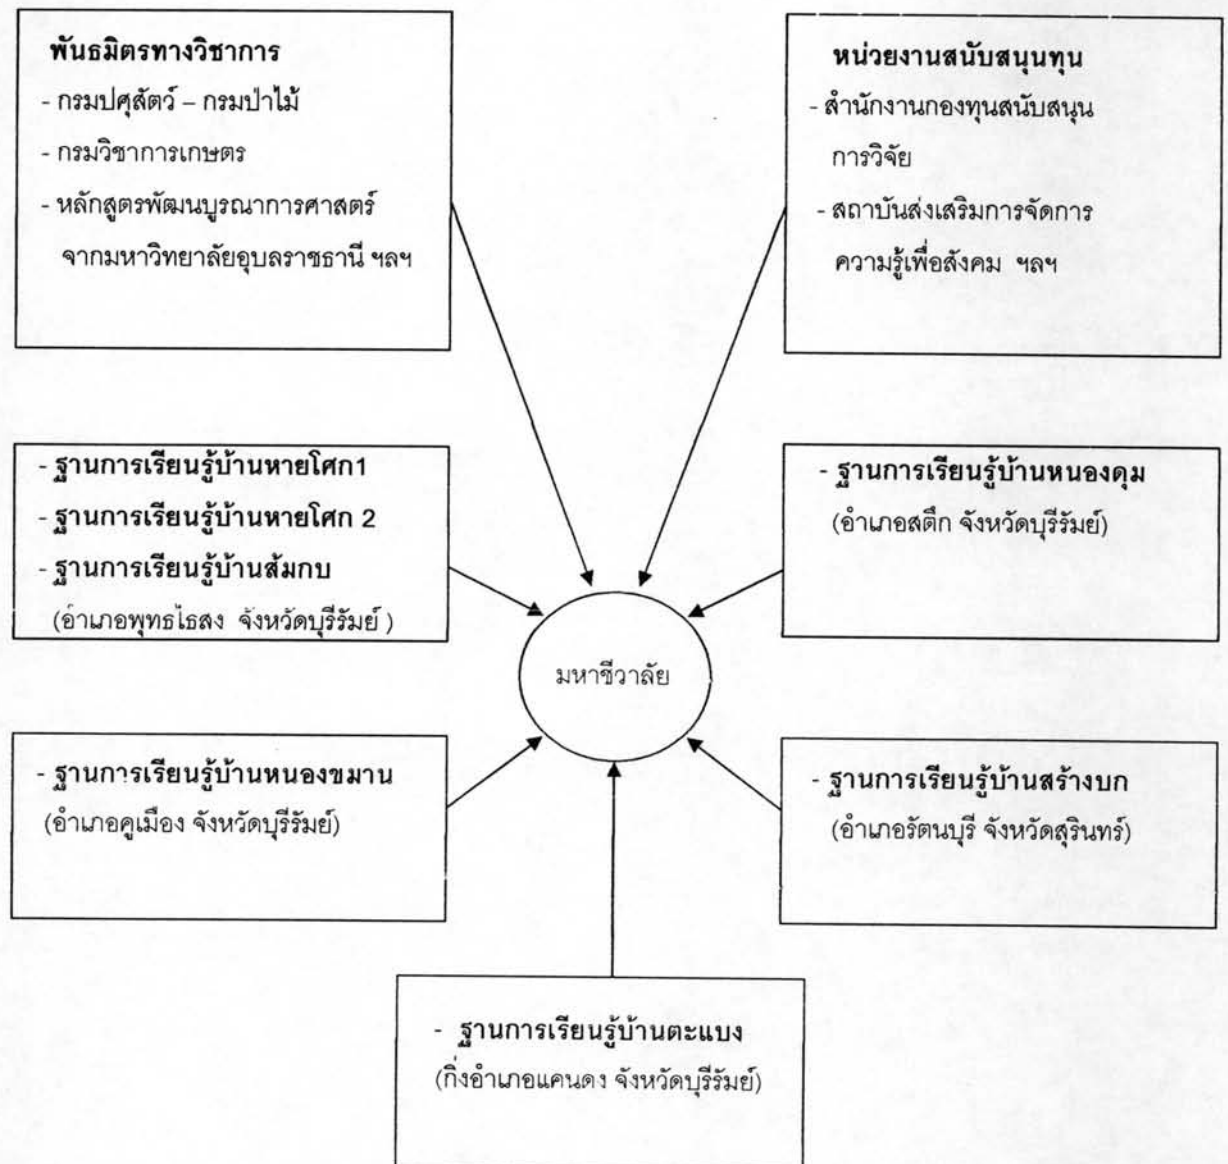 พันธมิตรทางวิชาการ
- กรมปศุสัตว์ – กรมป่าไม้
- กรมวิชาการเกษตร
- หลักสูตรพัฒนบูรณาการศาสตร์
จากมหาวิทยาลัยอุบลราชธานี ฯลฯ
หน่วยงานสนับสนุนทุน
- สำนักงานกองทุนสนับสนุน
การวิจัย
- สถาบันส่งเสริมการจัดการ
ความรู้เพื่อสังคม ฯลฯ
- ฐานการเรียนรู้บ้านหายโศก1
- ฐานการเรียนรู้บ้านหายโศก 2
- ฐานการเรียนรู้บ้านส้มกบ
(อำเภอพุทธไธสง จังหวัดบุรีรัมย์ )
- ฐานการเรียนรู้บ้านหนองดุม
(อำเภอสตึก จังหวัดบุรีรัมย์)
มหาชีวาลัย
- ฐานการเรียนรู้บ้านหนองขมาน
(อำเภอคูเมือง จังหวัดบุรีรัมย์)
- ฐานการเรียนรู้บ้านสร้างบก
(อำเภอรัตนบุรี จังหวัดสุรินทร์)
- ฐานการเรียนรู้บ้านตะแบง
(กิ่งอำเภอแคนดง จังหวัดบุรีรัมย์)